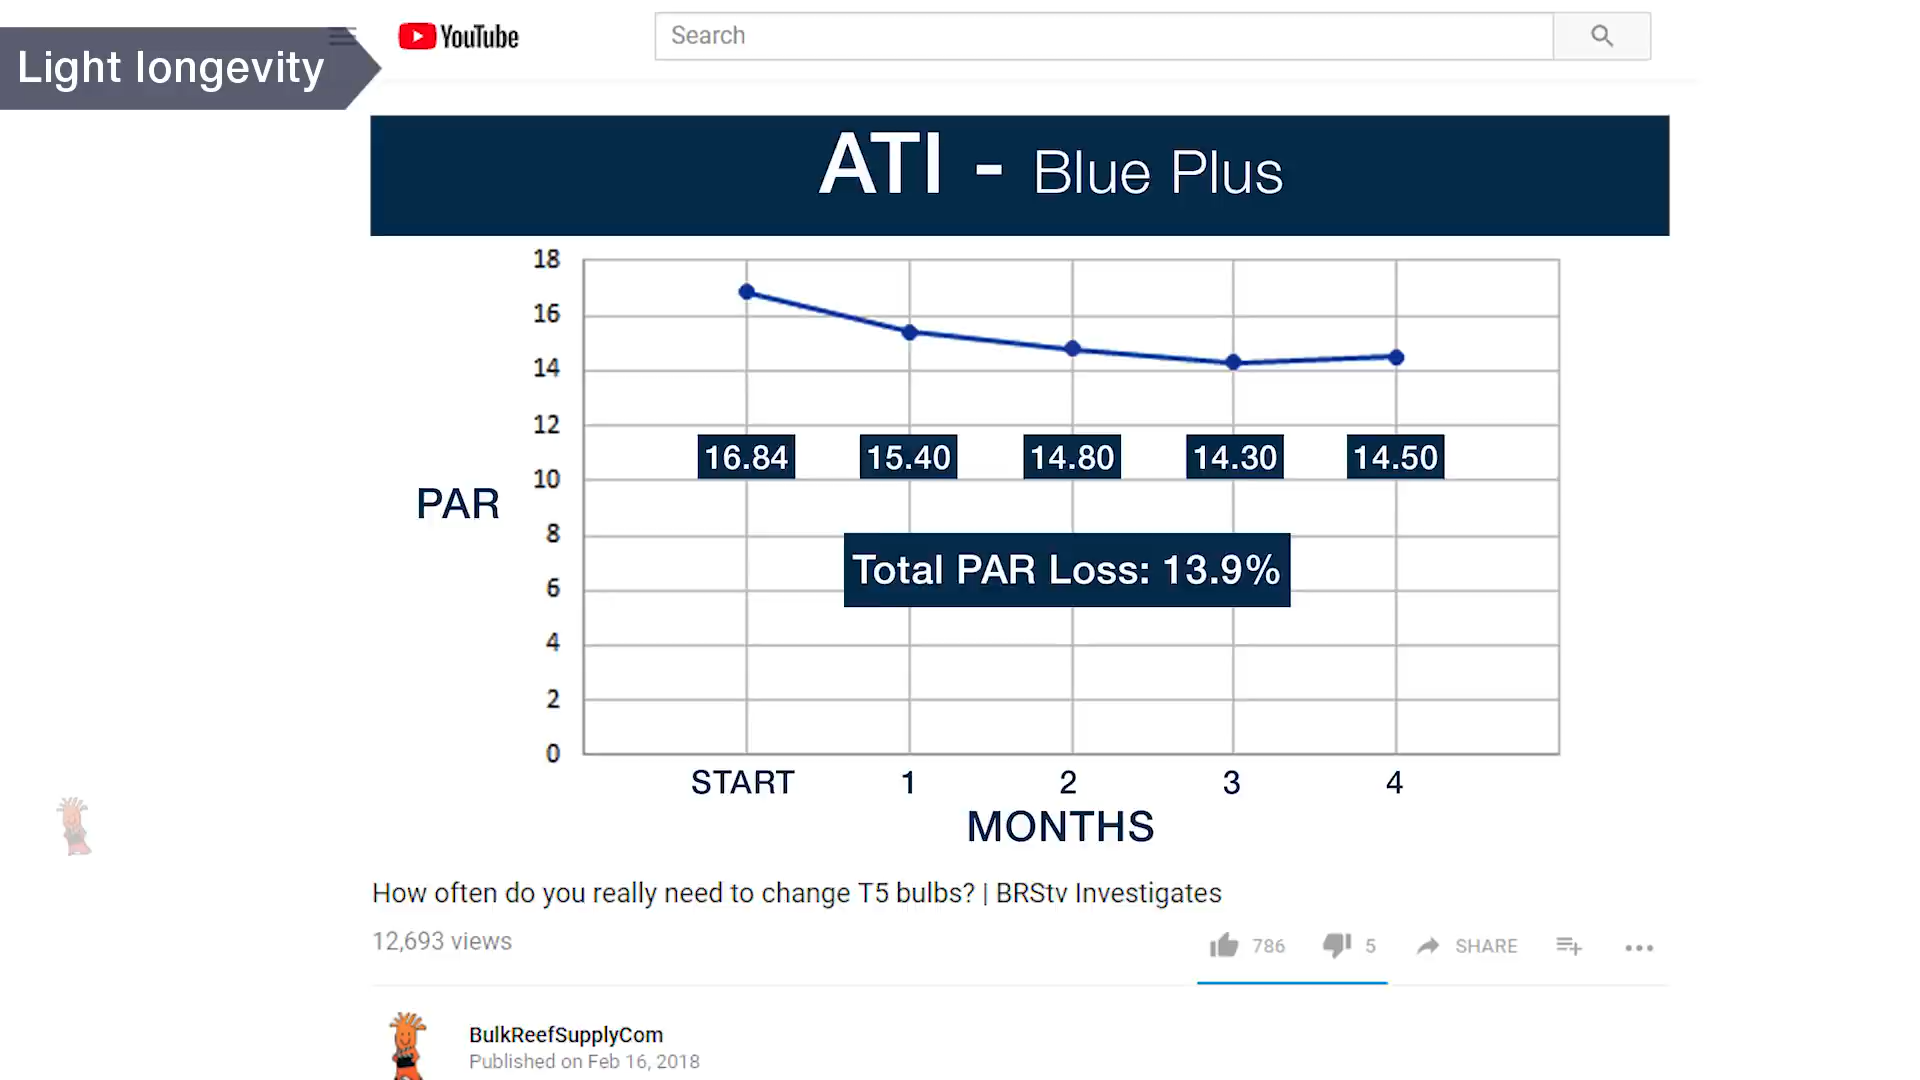 Light longevity
YouTube
Search
ATI - Blue Plus
18
16
14
12
10
8
6
4
2
0
PAR
16.84 15.40 14.80 14.30 14.50
Total PAR Loss: 13.9%
START 1 2 3 4
MONTHS
How often do you really need to change T5 bulbs? | BRStv Investigates
12,693 views
786 5 SHARE
BulkReefSupplyCom
Published on Feb 16, 2018